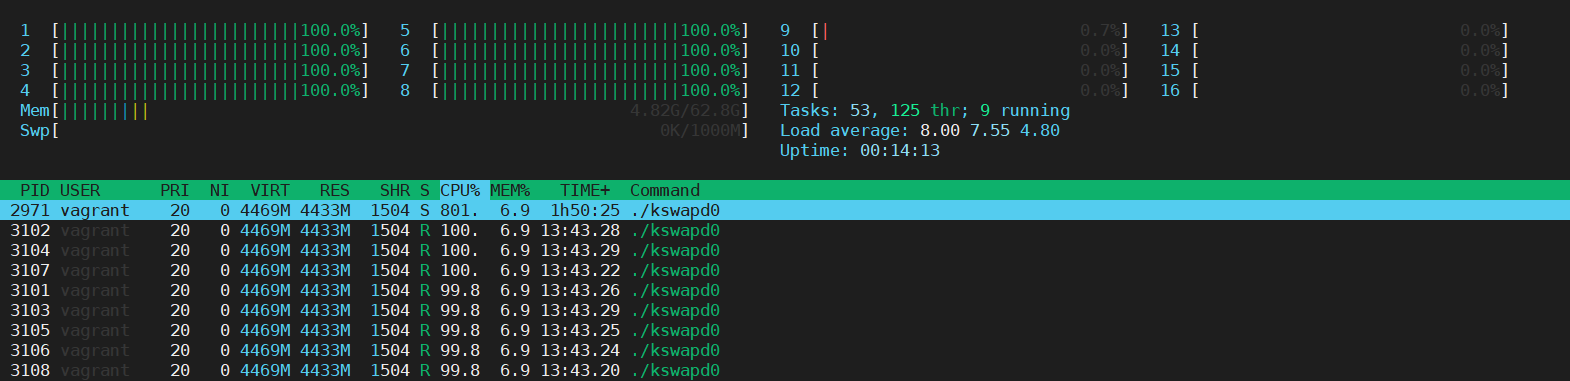 1 [||||||||||||||||||||||||100.0%] 5 [||||||||||||||||||||||||100.0%] 9 [| 0.7%] 13 [ 0.0%]
2 [||||||||||||||||||||||||100.0%] 6 [||||||||||||||||||||||||100.0%] 10 [ 0.0%] 14 [ 0.0%]
3 [||||||||||||||||||||||||100.0%] 7 [||||||||||||||||||||||||100.0%] 11 [ 0.0%] 15 [ 0.0%]
4 [||||||||||||||||||||||||100.0%] 8 [||||||||||||||||||||||||100.0%] 12 [ 0.0%] 16 [ 0.0%]
Mem[||||||||| 4.82G/62.8G] Tasks: 53, 125 thr; 9 running
Swp[ 0K/1000M] Load average: 8.00 7.55 4.80
Uptime: 00:14:13
PID USER PRI NI VIRT RES SHR S CPU% MEM% TIME+ Command
2971 vagrant 20 0 4469M 4433M 1504 S 801. 6.9 1h50:25 ./kswapd0
3102 vagrant 20 0 4469M 4433M 1504 R 100. 6.9 13:43.28 ./kswapd0
3104 vagrant 20 0 4469M 4433M 1504 R 100. 6.9 13:43.29 ./kswapd0
3107 vagrant 20 0 4469M 4433M 1504 R 100. 6.9 13:43.22 ./kswapd0
3101 vagrant 20 0 4469M 4433M 1504 R 99.8 6.9 13:43.26 ./kswapd0
3103 vagrant 20 0 4469M 4433M 1504 R 99.8 6.9 13:43.29 ./kswapd0
3105 vagrant 20 0 4469M 4433M 1504 R 99.8 6.9 13:43.25 ./kswapd0
3106 vagrant 20 0 4469M 4433M 1504 R 99.8 6.9 13:43.24 ./kswapd0
3108 vagrant 20 0 4469M 4433M 1504 R 99.8 6.9 13:43.20 ./kswapd0